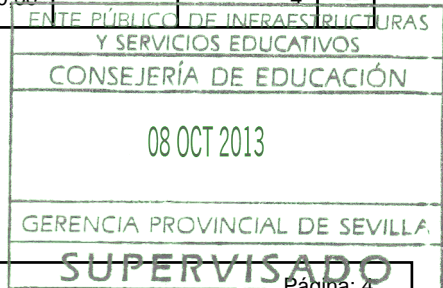 ENTE PÚBLICO DE INFRAESTRUCTURAS
Y SERVICIOS EDUCATIVOS
CONSEJERÍA DE EDUCACIÓN
08 OCT 2013
GERENCIA PROVINCIAL DE SEVILLA
SUPERVISADO
Página: 4